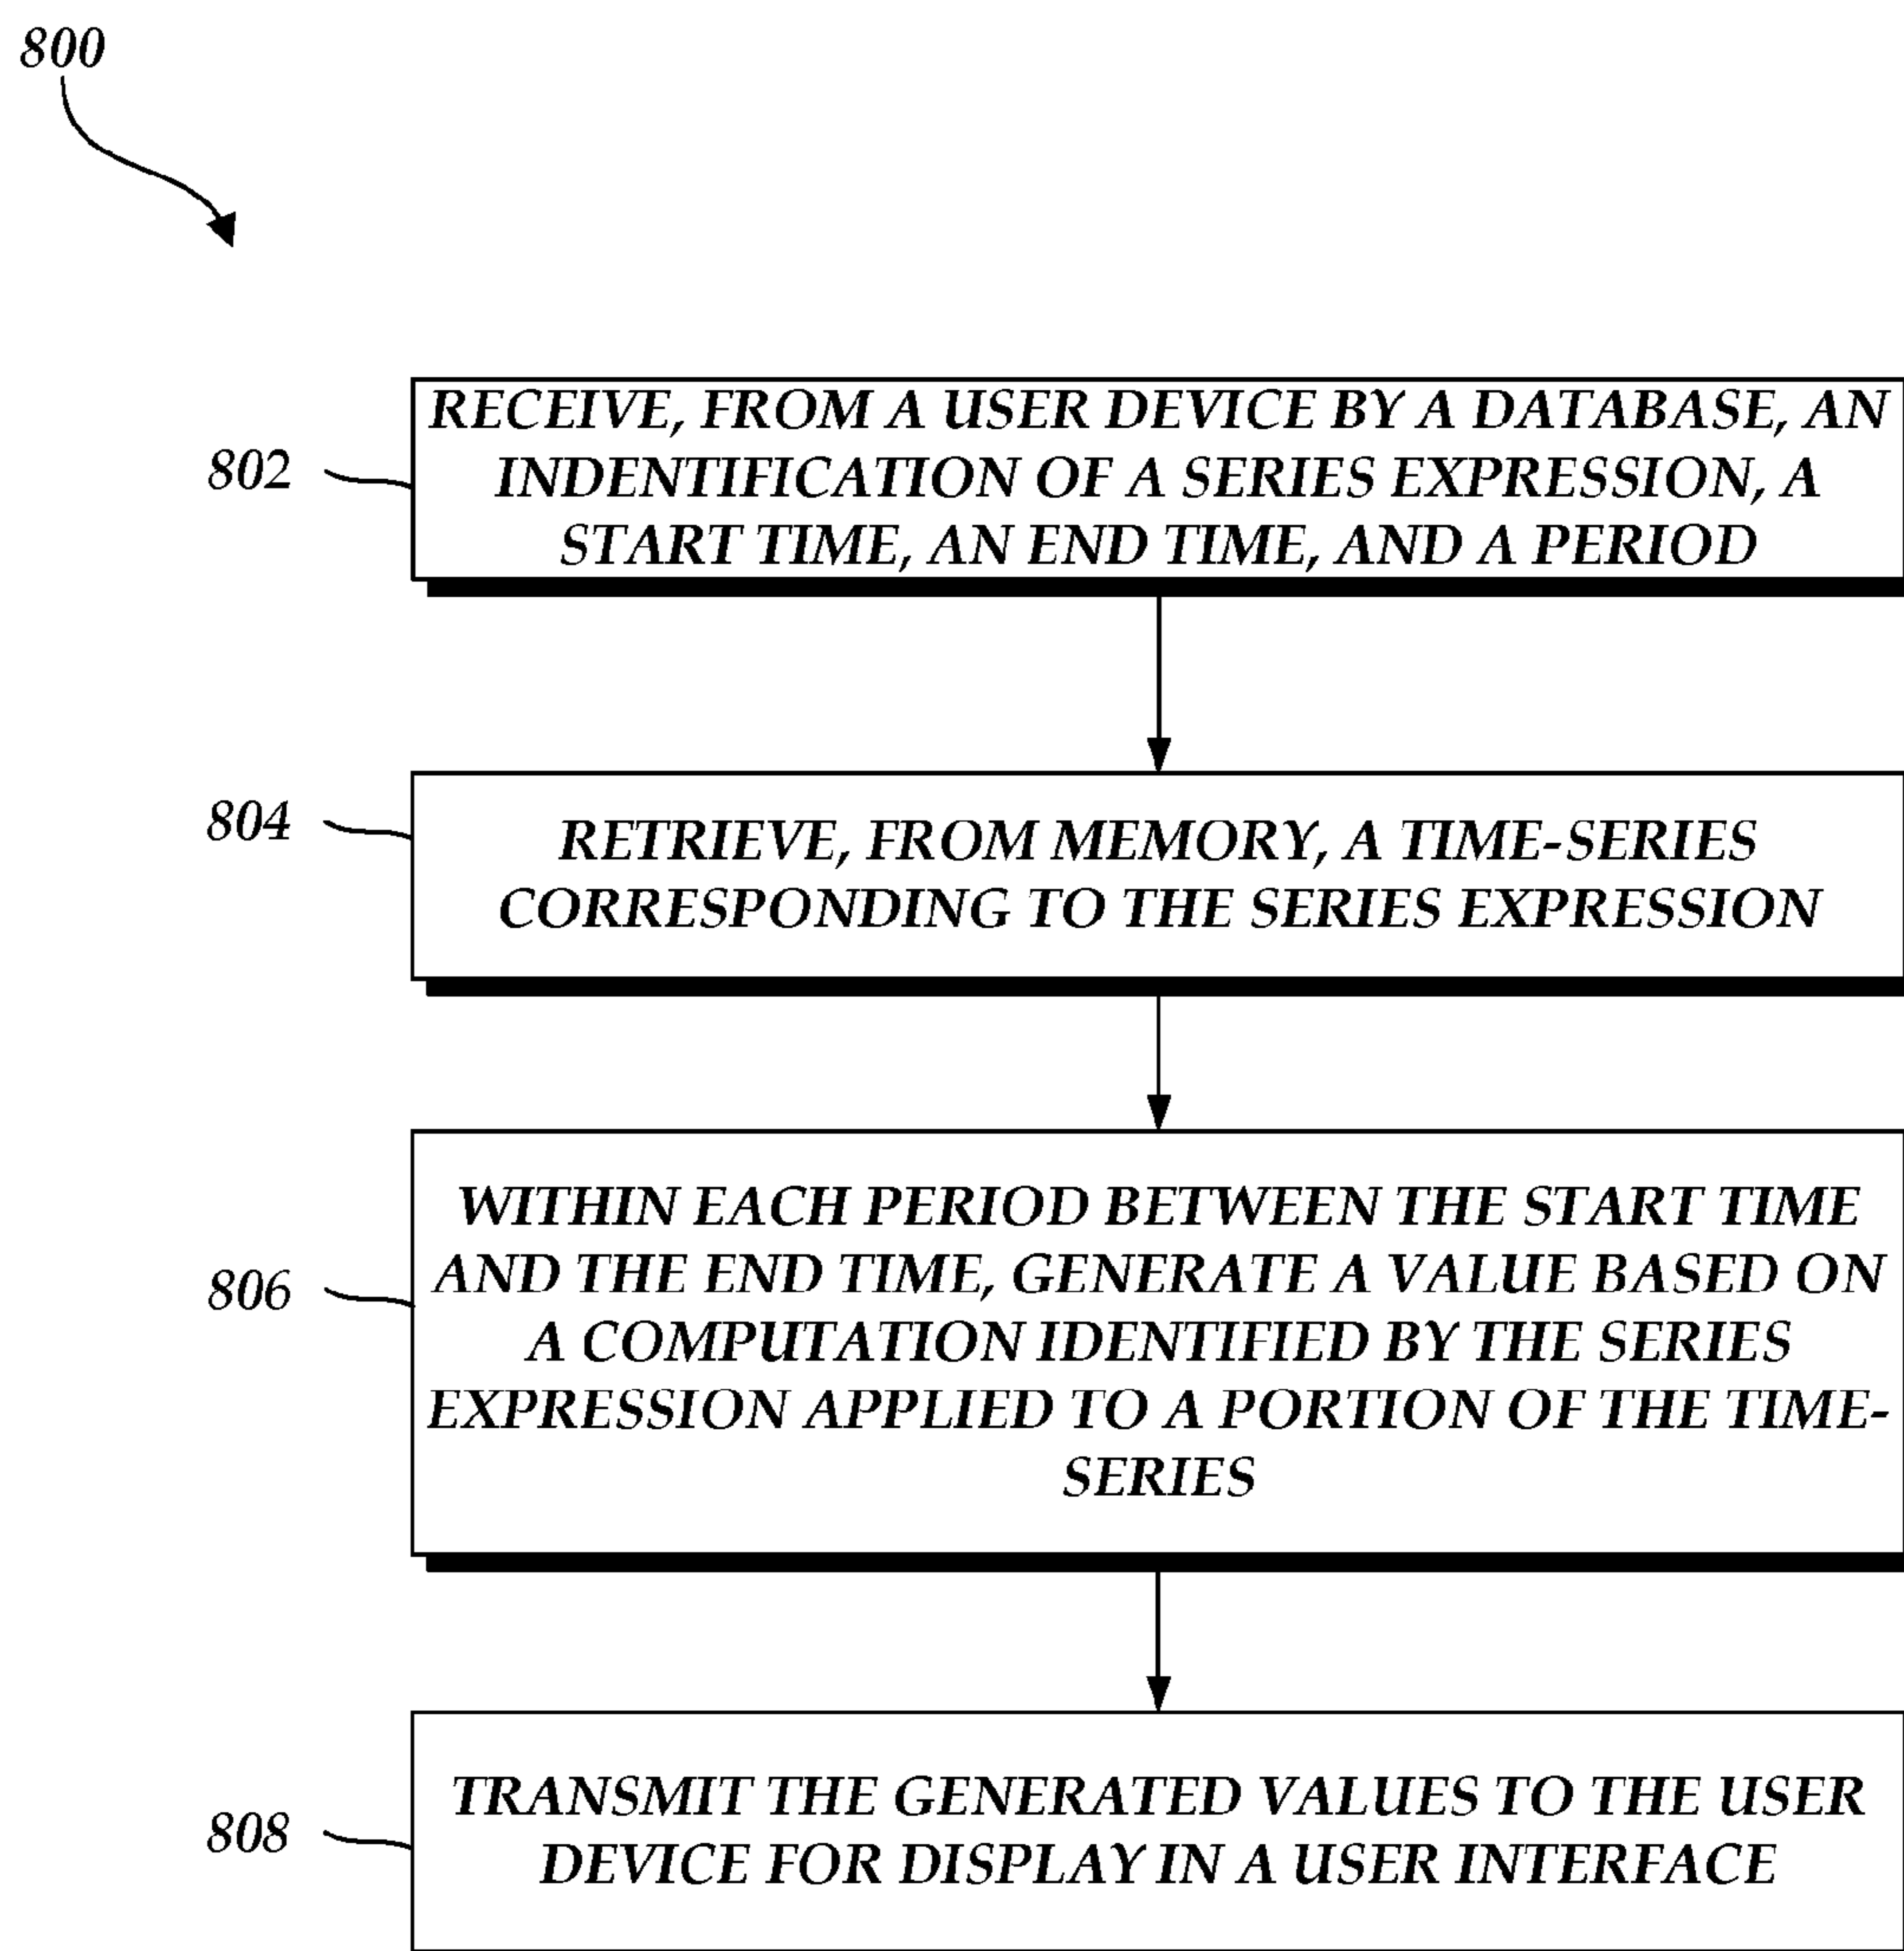 800
802
RECEIVE, FROM A USER DEVICE BY A DATABASE, AN
INDENTIFICATION OF A SERIES EXPRESSION, A
START TIME, AN END TIME, AND A PERIOD
804
RETRIEVE, FROM MEMORY, A TIME-SERIES
CORRESPONDING TO THE SERIES EXPRESSION
806
WITHIN EACH PERIOD BETWEEN THE START TIME
AND THE END TIME, GENERATE A VALUE BASED ON
A COMPUTATION IDENTIFIED BY THE SERIES
EXPRESSION APPLIED TO A PORTION OF THE TIME-
SERIES
808
TRANSMIT THE GENERATED VALUES TO THE USER
DEVICE FOR DISPLAY IN A USER INTERFACE